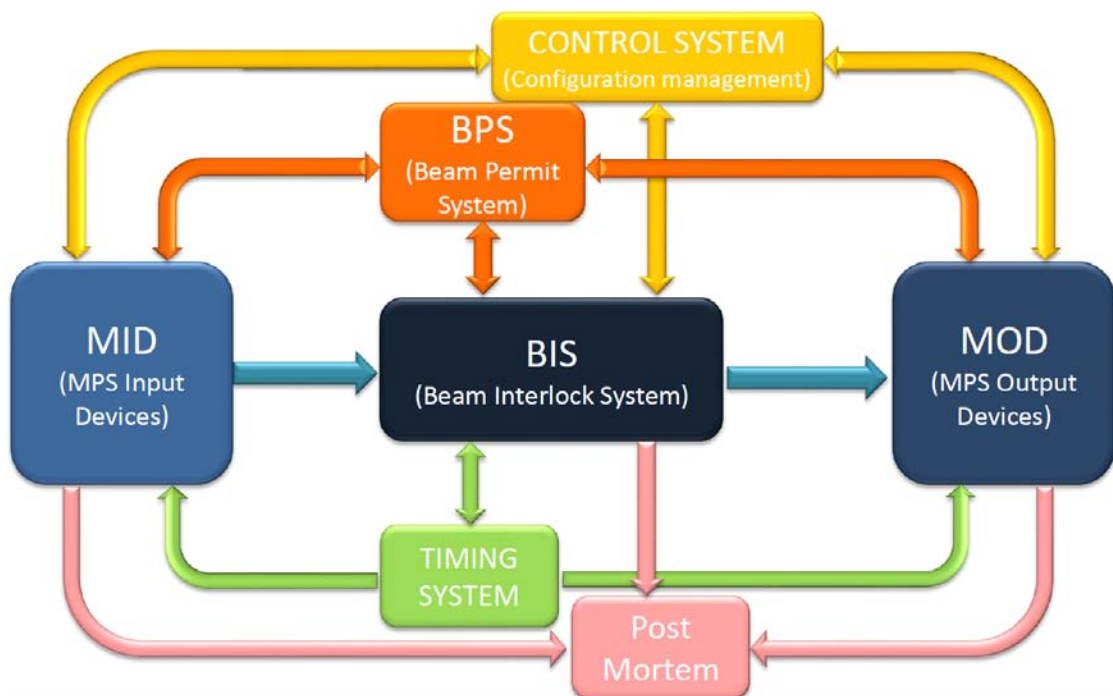 CONTROL SYSTEM
(Configuration management)
BPS
(Beam Permit
System)
MID
(MPS Input
Devices)
BIS
(Beam Interlock System)
MOD
(MPS Output
Devices)
TIMING
SYSTEM
Post
Mortem